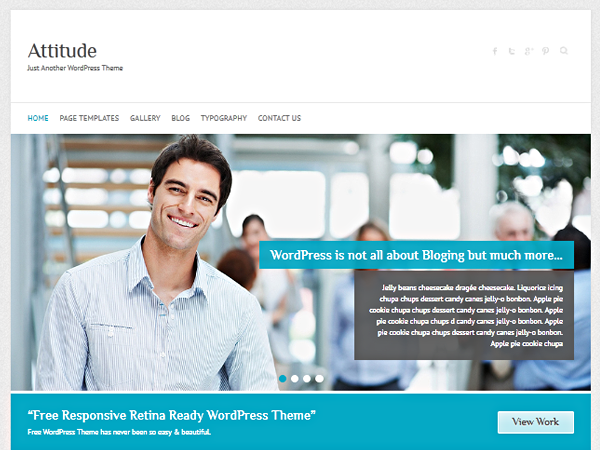 Attitude
Just Another WordPress Theme
HOME PAGE TEMPLATES GALLERY BLOG TYPOGRAPHY CONTACT US
WordPress is not all about Bloging but much more...
Jelly beans cheesecake dragée cheesecake. Liquorice icing
chupa chups dessert candy canes jelly-o bonbon. Apple pie
cookie chupa chups dessert candy canes jelly-o bonbon. Apple
pie cookie chupa chups d candy canes jelly-o bonbon. Apple
pie cookie chupa chups dessert candy canes jelly-o bonbon.
Apple pie cookie chupa
“Free Responsive Retina Ready WordPress Theme”
Free WordPress Theme has never been so easy & beautiful.
View Work